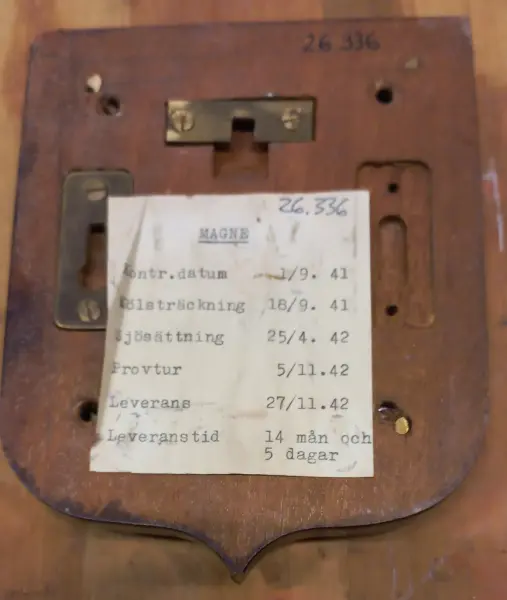 26 336
26.336
MAGNE
Kontr.datum 1/9. 41
Kölsträckning 18/9. 41
Sjösättning 25/4. 42
Provtur 5/11.42
Leverans 27/11.42
Leveranstid 14 mån och
5 dagar